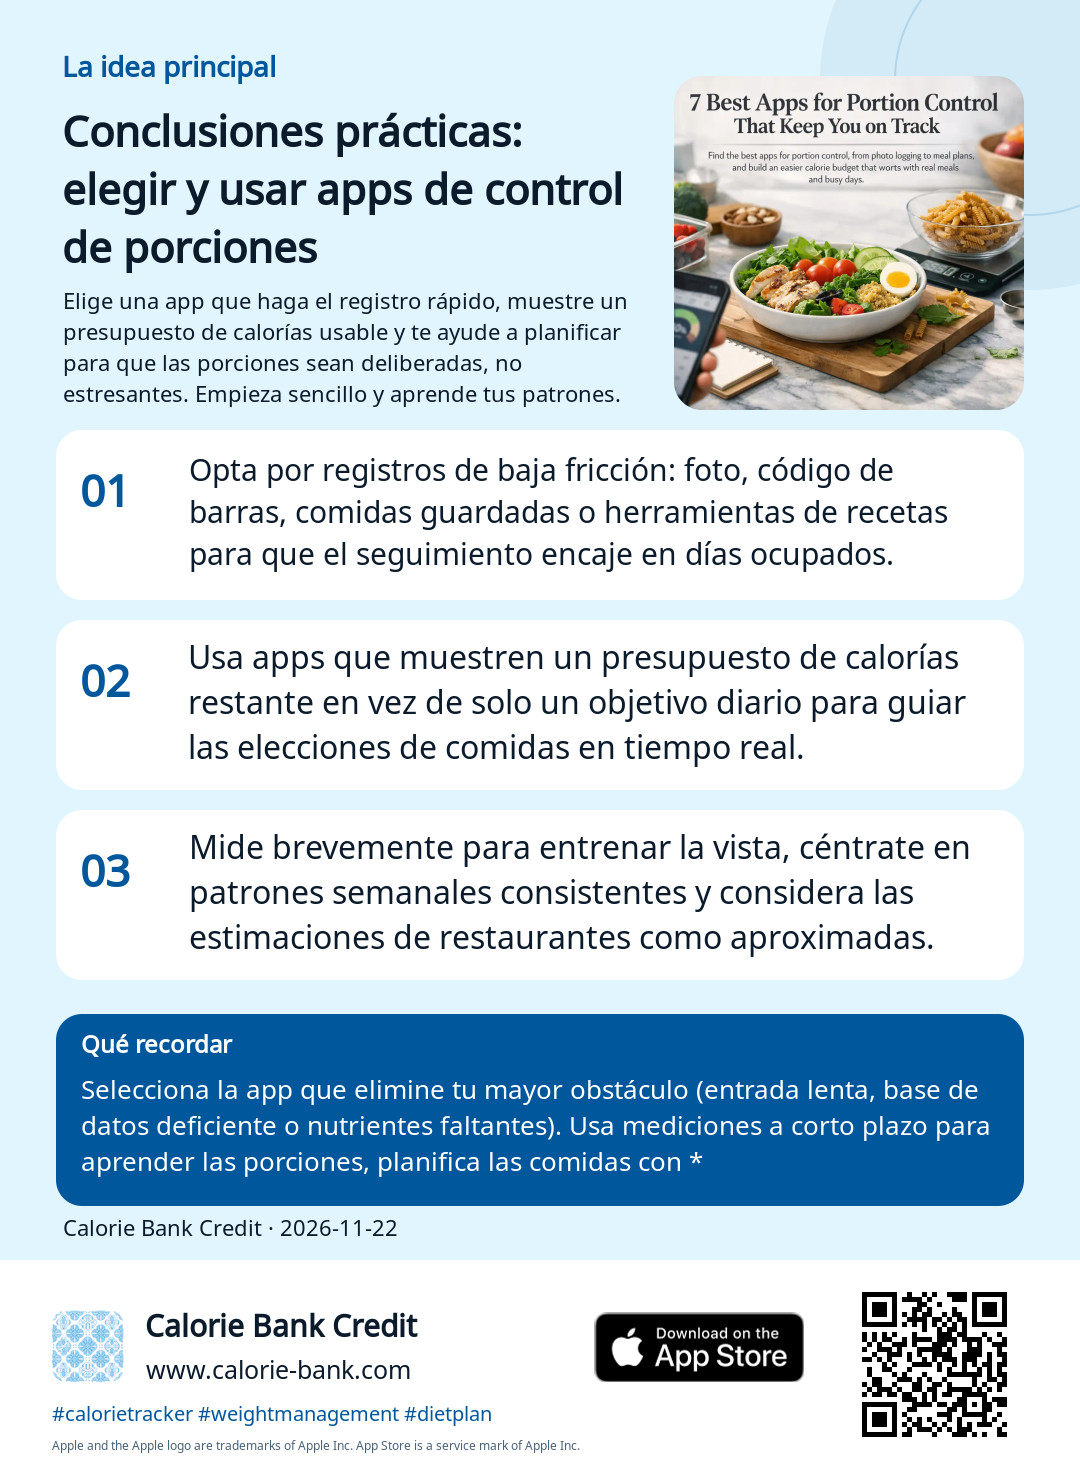 La idea principal
Conclusiones prácticas:
elegir y usar apps de control
de porciones
Elige una app que haga el registro rápido, muestre un
presupuesto de calorías usable y te ayude a planificar
para que las porciones sean deliberadas, no
estresantes. Empieza sencillo y aprende tus patrones.
7 Best Apps for Portion Control
That Keep You on Track
Find the best apps for portion control, from photo logging to meal plans,
and build an easier calorie budget that worts with real meals
and busy days.
01
Opta por registros de baja fricción: foto, código de
barras, comidas guardadas o herramientas de recetas
para que el seguimiento encaje en días ocupados.
02
Usa apps que muestren un presupuesto de calorías
restante en vez de solo un objetivo diario para guiar
las elecciones de comidas en tiempo real.
03
Mide brevemente para entrenar la vista, céntrate en
patrones semanales consistentes y considera las
estimaciones de restaurantes como aproximadas.
Qué recordar
Selecciona la app que elimine tu mayor obstáculo (entrada lenta, base de
datos deficiente o nutrientes faltantes). Usa mediciones a corto plazo para
aprender las porciones, planifica las comidas con *
Calorie Bank Credit · 2026-11-22
Calorie Bank Credit
www.calorie-bank.com
Download on the
App Store
#calorietracker #weightmanagement #dietplan
Apple and the Apple logo are trademarks of Apple Inc. App Store is a service mark of Apple Inc.